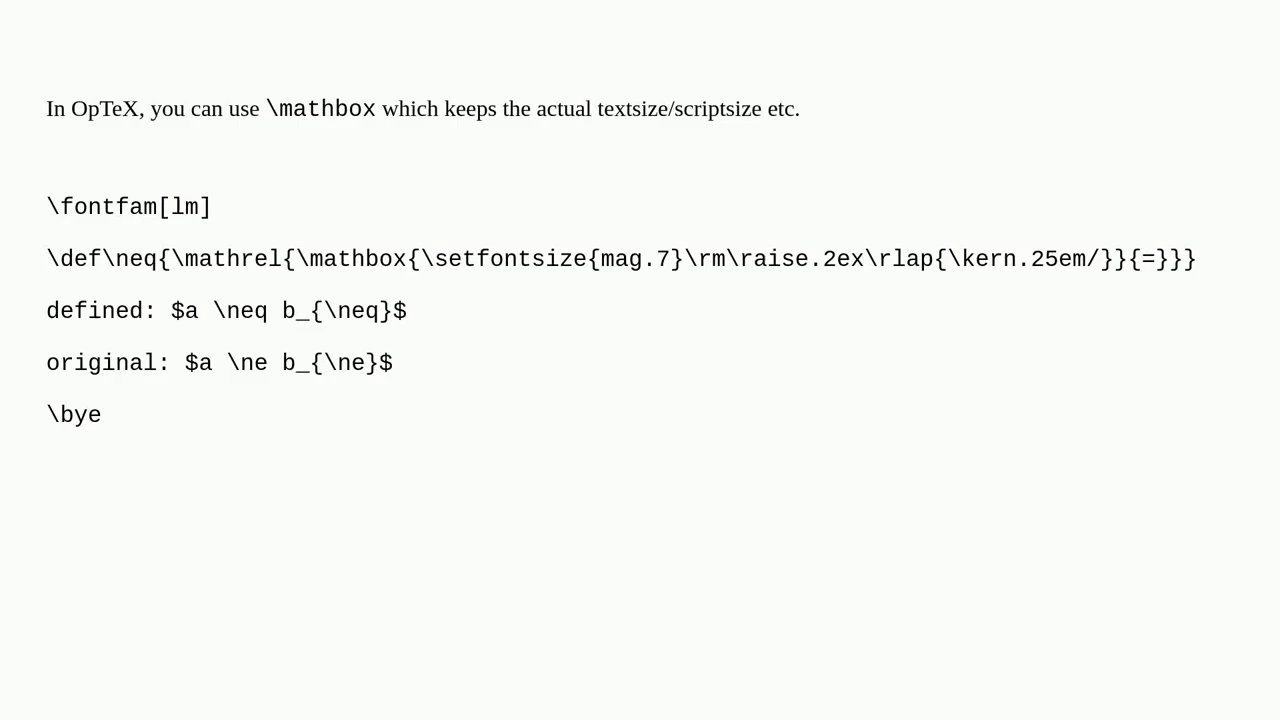 In OpTeX, you can use \mathbox which keeps the actual textsize/scriptsize etc.
\fontfam[lm]
\def\neq{\mathrel{\mathbox{\setfontsize{mag.7}\rm\raise.2ex\rlap{\kern.25em/}}{=}}}
defined: $a \neq b_{\neq}$
original: $a \ne b_{\ne}$
\bye